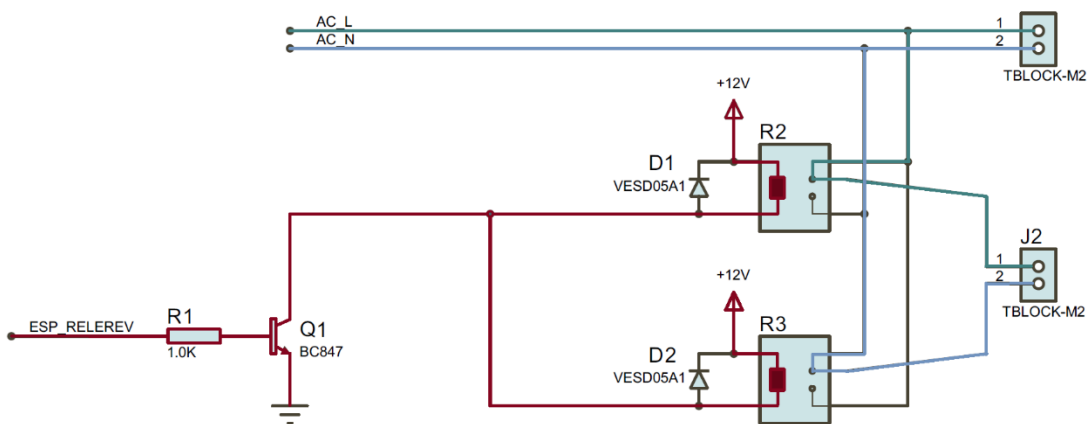 AC_L
AC_N
1
2
TBLOCK-M2
+12V
R2
D1
VESD05A1
J2
1
2
TBLOCK-M2
+12V
R3
ESP_RELEREV
R1
1.0K
Q1
BC847
D2
VESD05A1